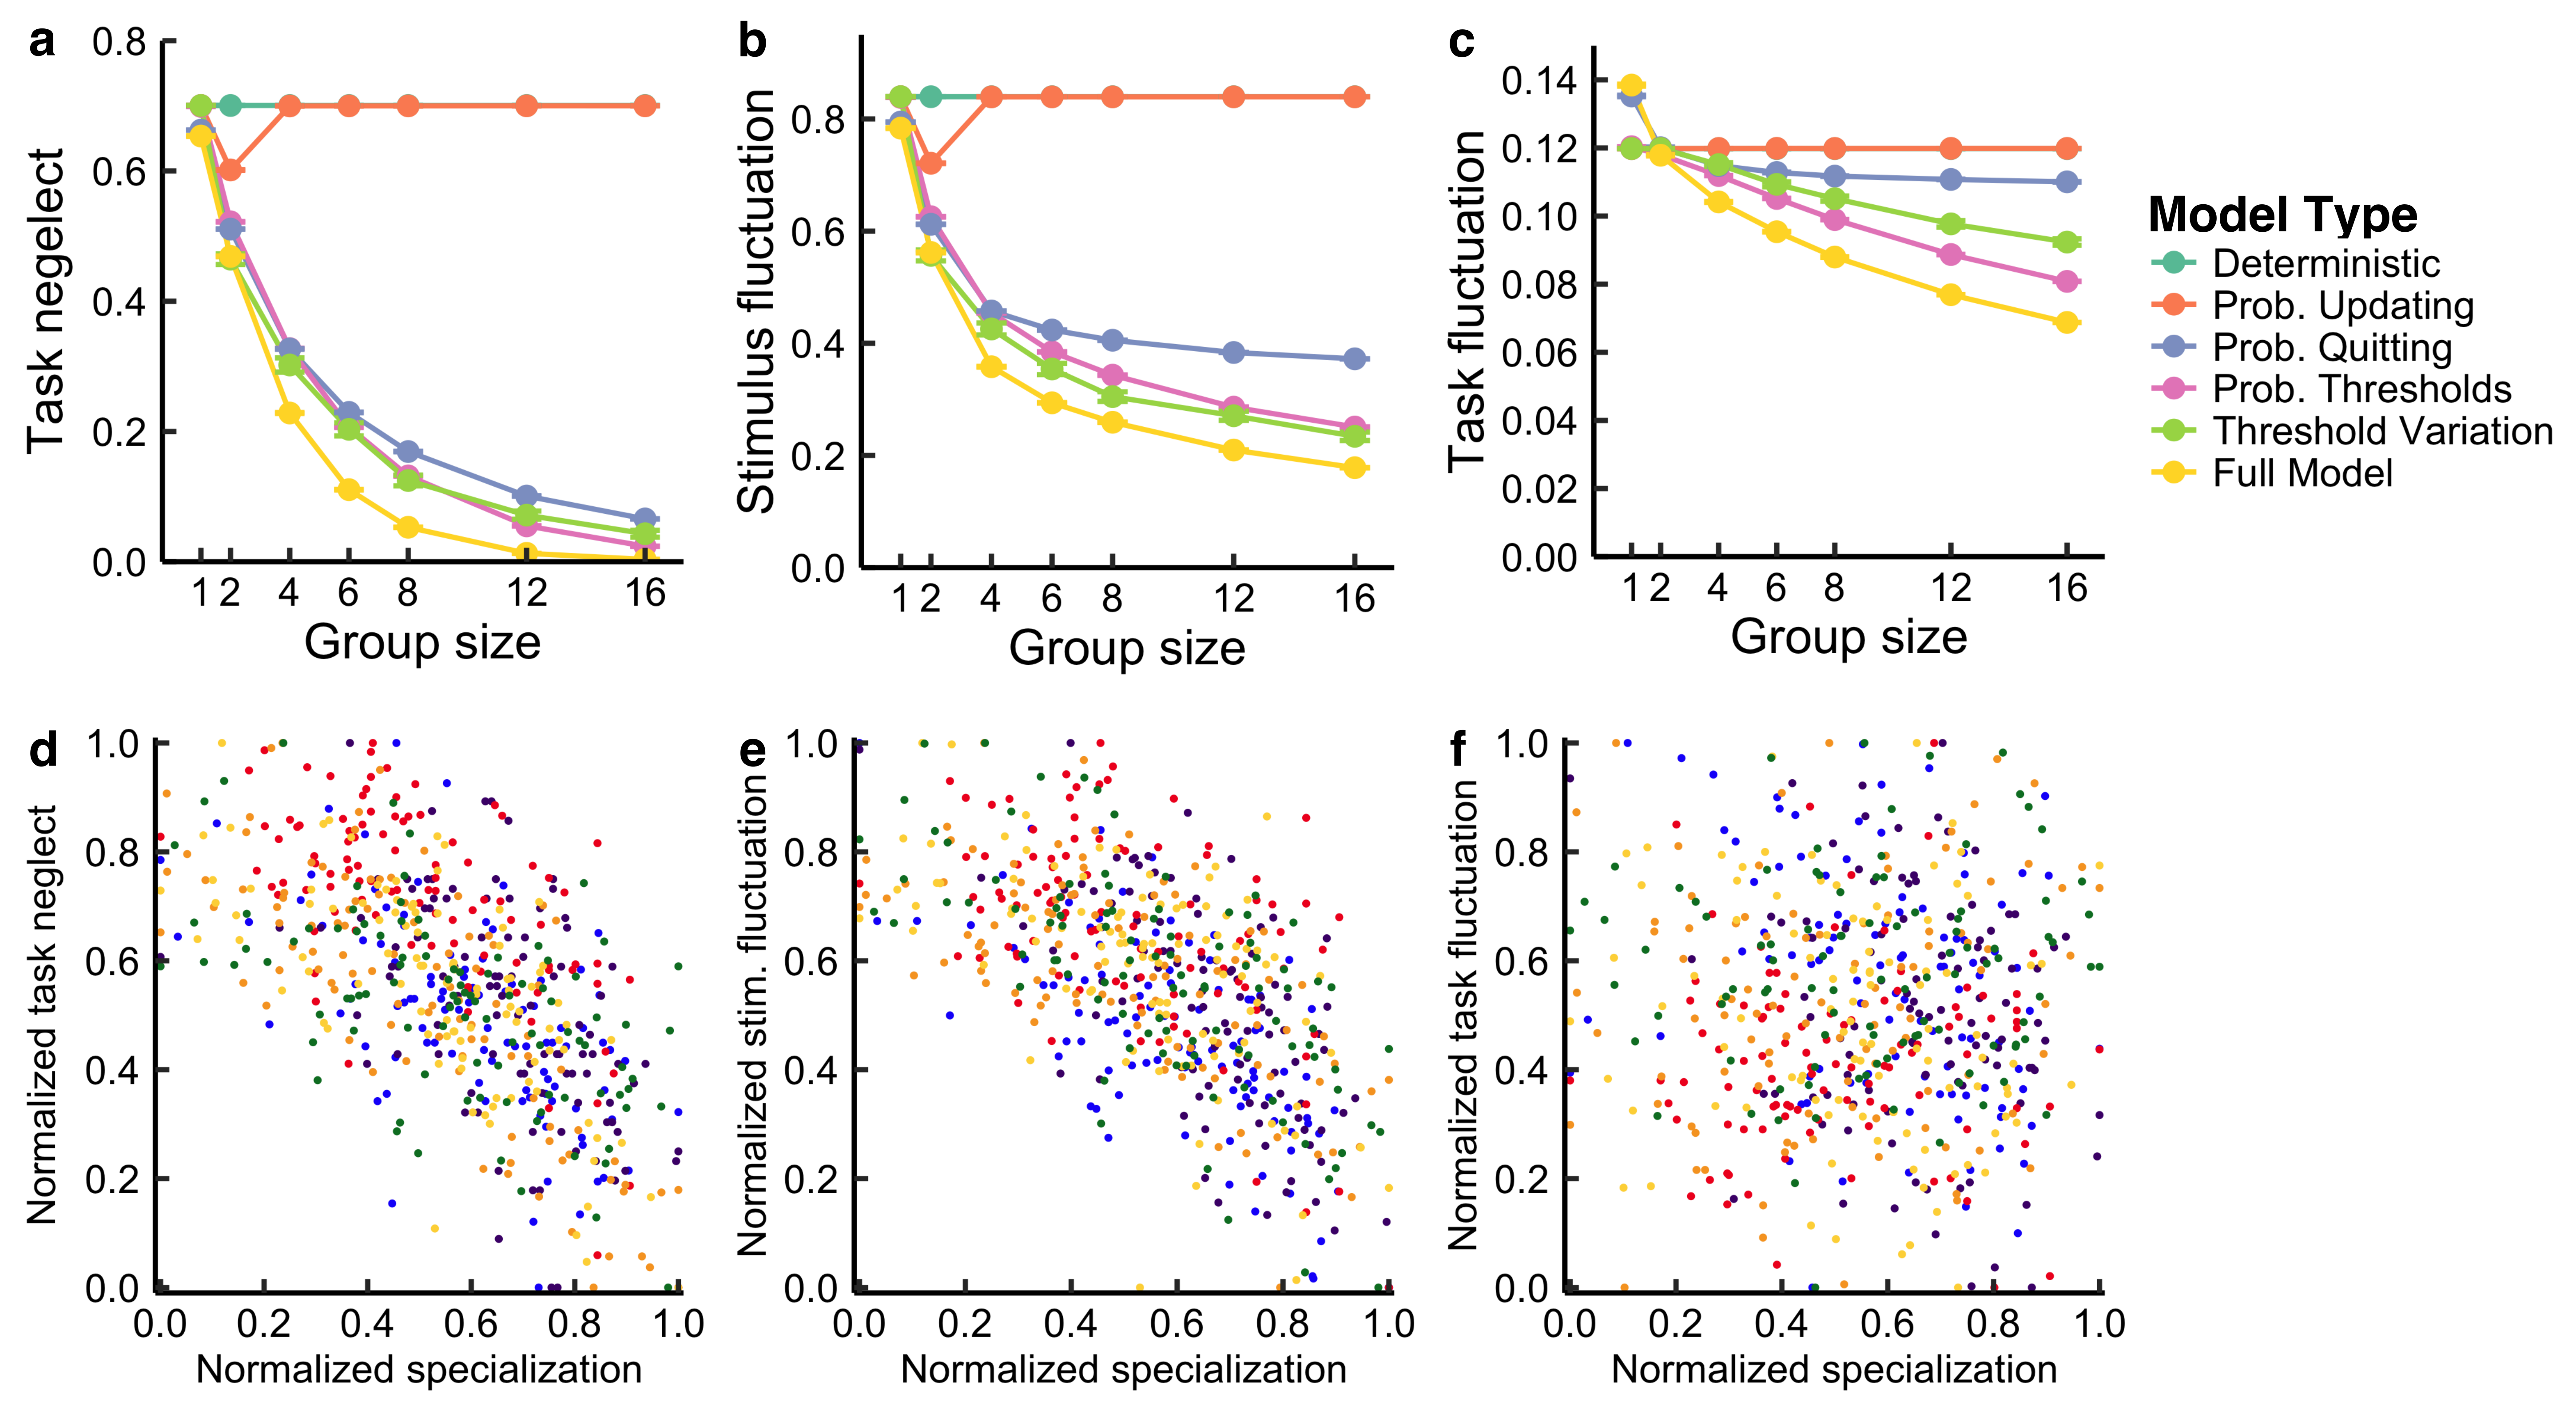 a
0.8
0.6
0.4
0.2
0.0
Task negelect
1 2 4 6 8 12 16
Group size
b
0.8
0.6
0.4
0.2
0.0
Stimulus fluctuation
1 2 4 6 8 12 16
Group size
c
0.14
0.12
0.10
0.08
0.06
0.04
0.02
0.00
Task fluctuation
1 2 4 6 8 12 16
Group size
Model Type
Deterministic
Prob. Updating
Prob. Quitting
Prob. Thresholds
Threshold Variation
Full Model
d
1.0
0.8
0.6
0.4
0.2
0.0
Normalized task neglect
0.0 0.2 0.4 0.6 0.8 1.0
Normalized specialization
e
1.0
0.8
0.6
0.4
0.2
0.0
Normalized stim. fluctuation
0.0 0.2 0.4 0.6 0.8 1.0
Normalized specialization
f
1.0
0.8
0.6
0.4
0.2
0.0
Normalized task fluctuation
0.0 0.2 0.4 0.6 0.8 1.0
Normalized specialization